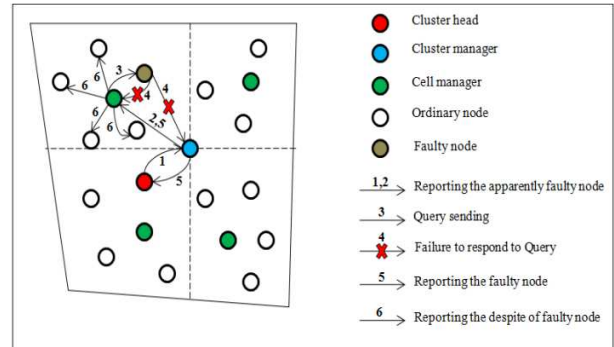 Cluster head
Cluster manager
Cell manager
Ordinary node
Faulty node
1,2
Reporting the apparently faulty node
3
Query sending
4
Failure to respond to Query
5
Reporting the faulty node
6
Reporting the despite of faulty node
6
3
4
6
4
6
6
2,5
1
5